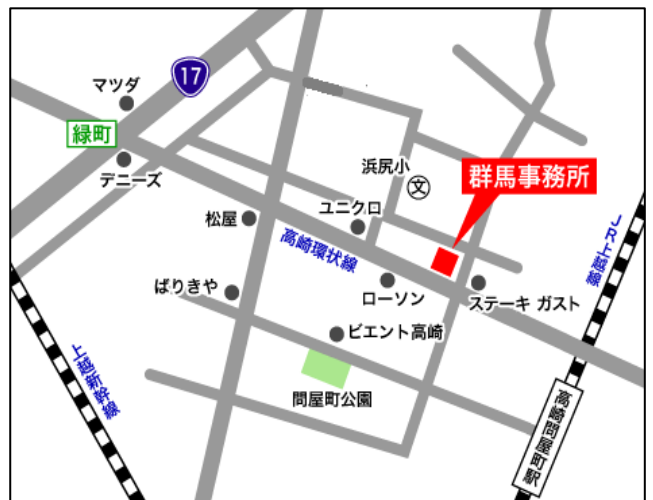 マツダ
17
緑町
デニーズ
浜尻小
文
群馬事務所
松屋
ユニクロ
高崎環状線
JR上越線
ばりきや
ローソン
ステーキ ガスト
ビエント高崎
上越新幹線
問屋町公園
高崎問屋町駅